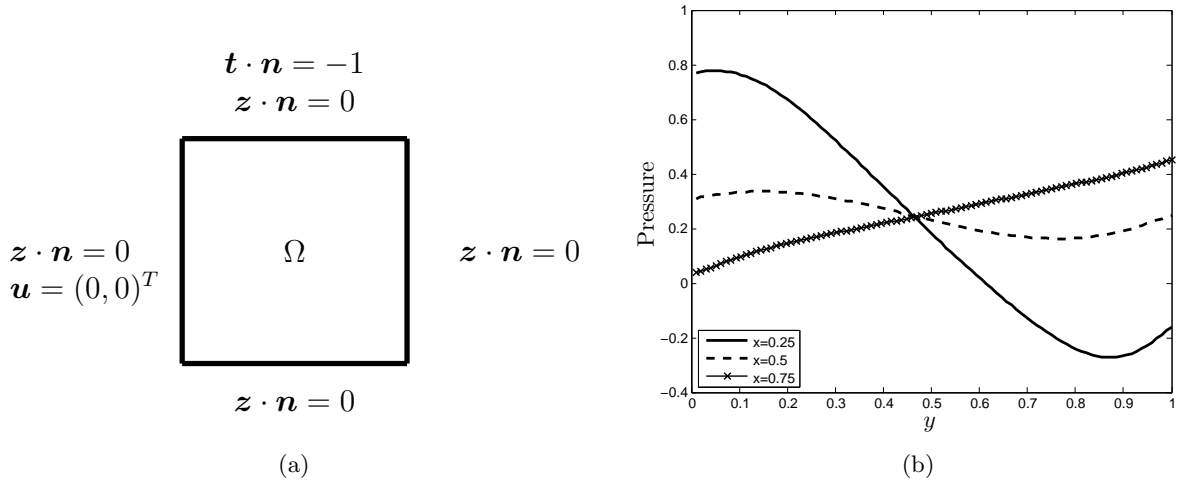 t · n = −1
z · n = 0
z · n = 0
u = (0, 0)^T
Ω
z · n = 0
z · n = 0
(a)
1
0.8
0.6
0.4
0.2
0
−0.2
−0.4
Pressure
x=0.25
x=0.5
x=0.75
0 0.1 0.2 0.3 0.4 0.5 0.6 0.7 0.8 0.9 1
y
(b)